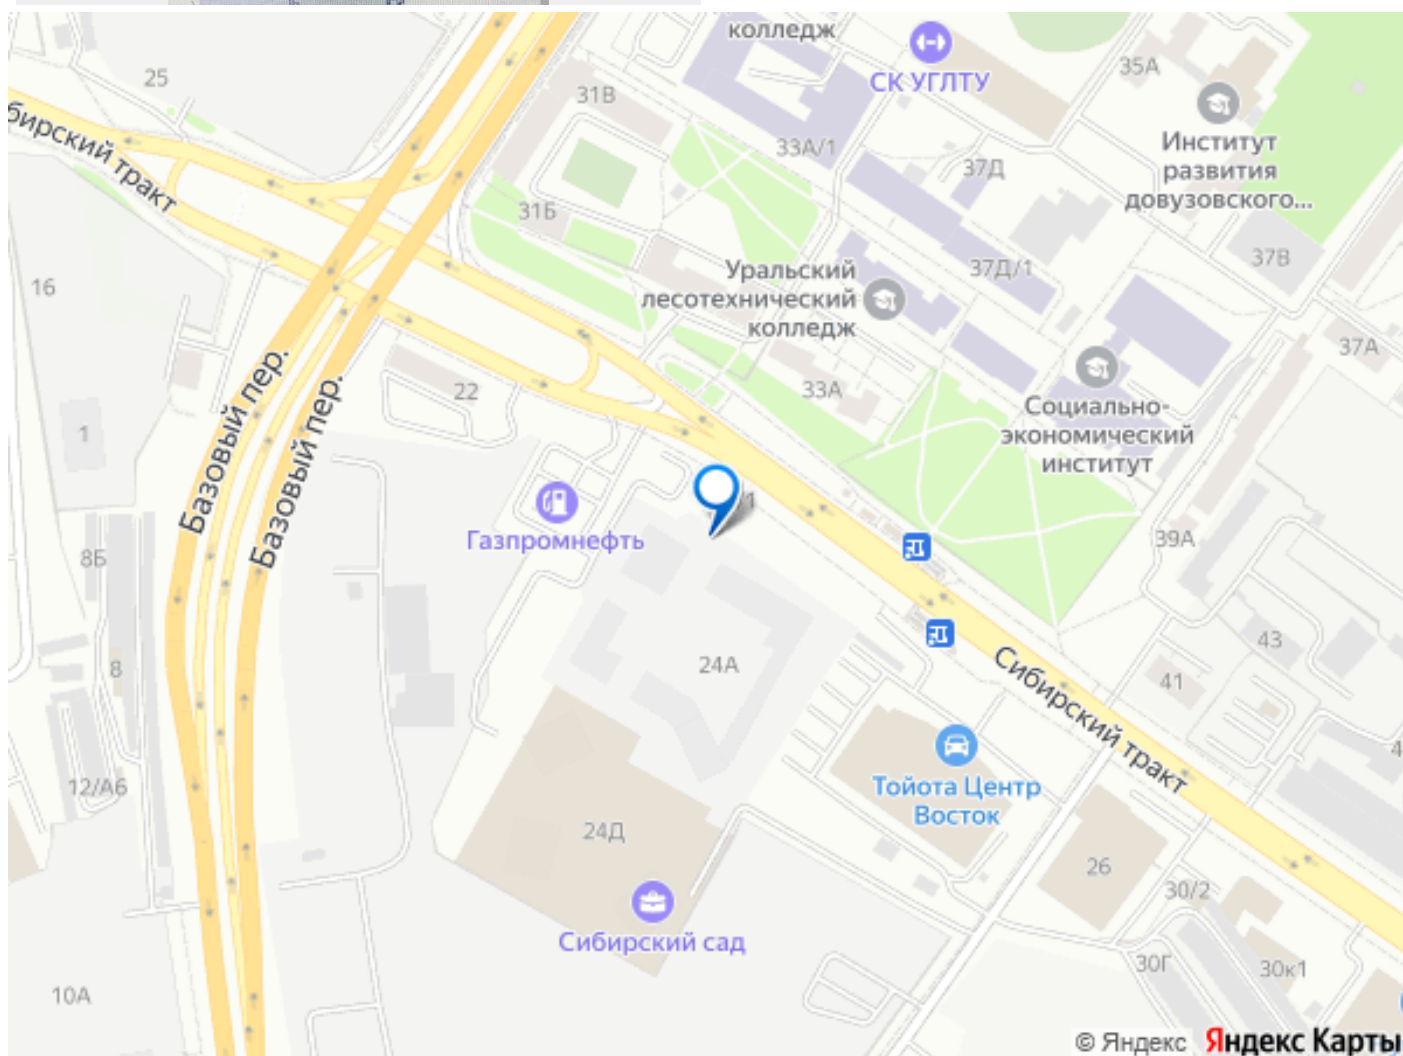 колледж
СК УГЛТУ
35А
25
31В
Институт
развития
довузовского...
Сибирский тракт
33А/1
37Д
31Б
37В
37Д/1
Уральский
лесотехнический
колледж
16
37А
22
33А
Базовый пер.
Базовый пер.
Социально-
экономический
институт
1
Газпромнефть
39А
8Б
43
24А
8
41
Сибирский тракт
12/А6
Тойота Центр
Восток
24Д
26
30/2
Сибирский сад
30Г
30к1
10А
© Яндекс Яндекс Карты